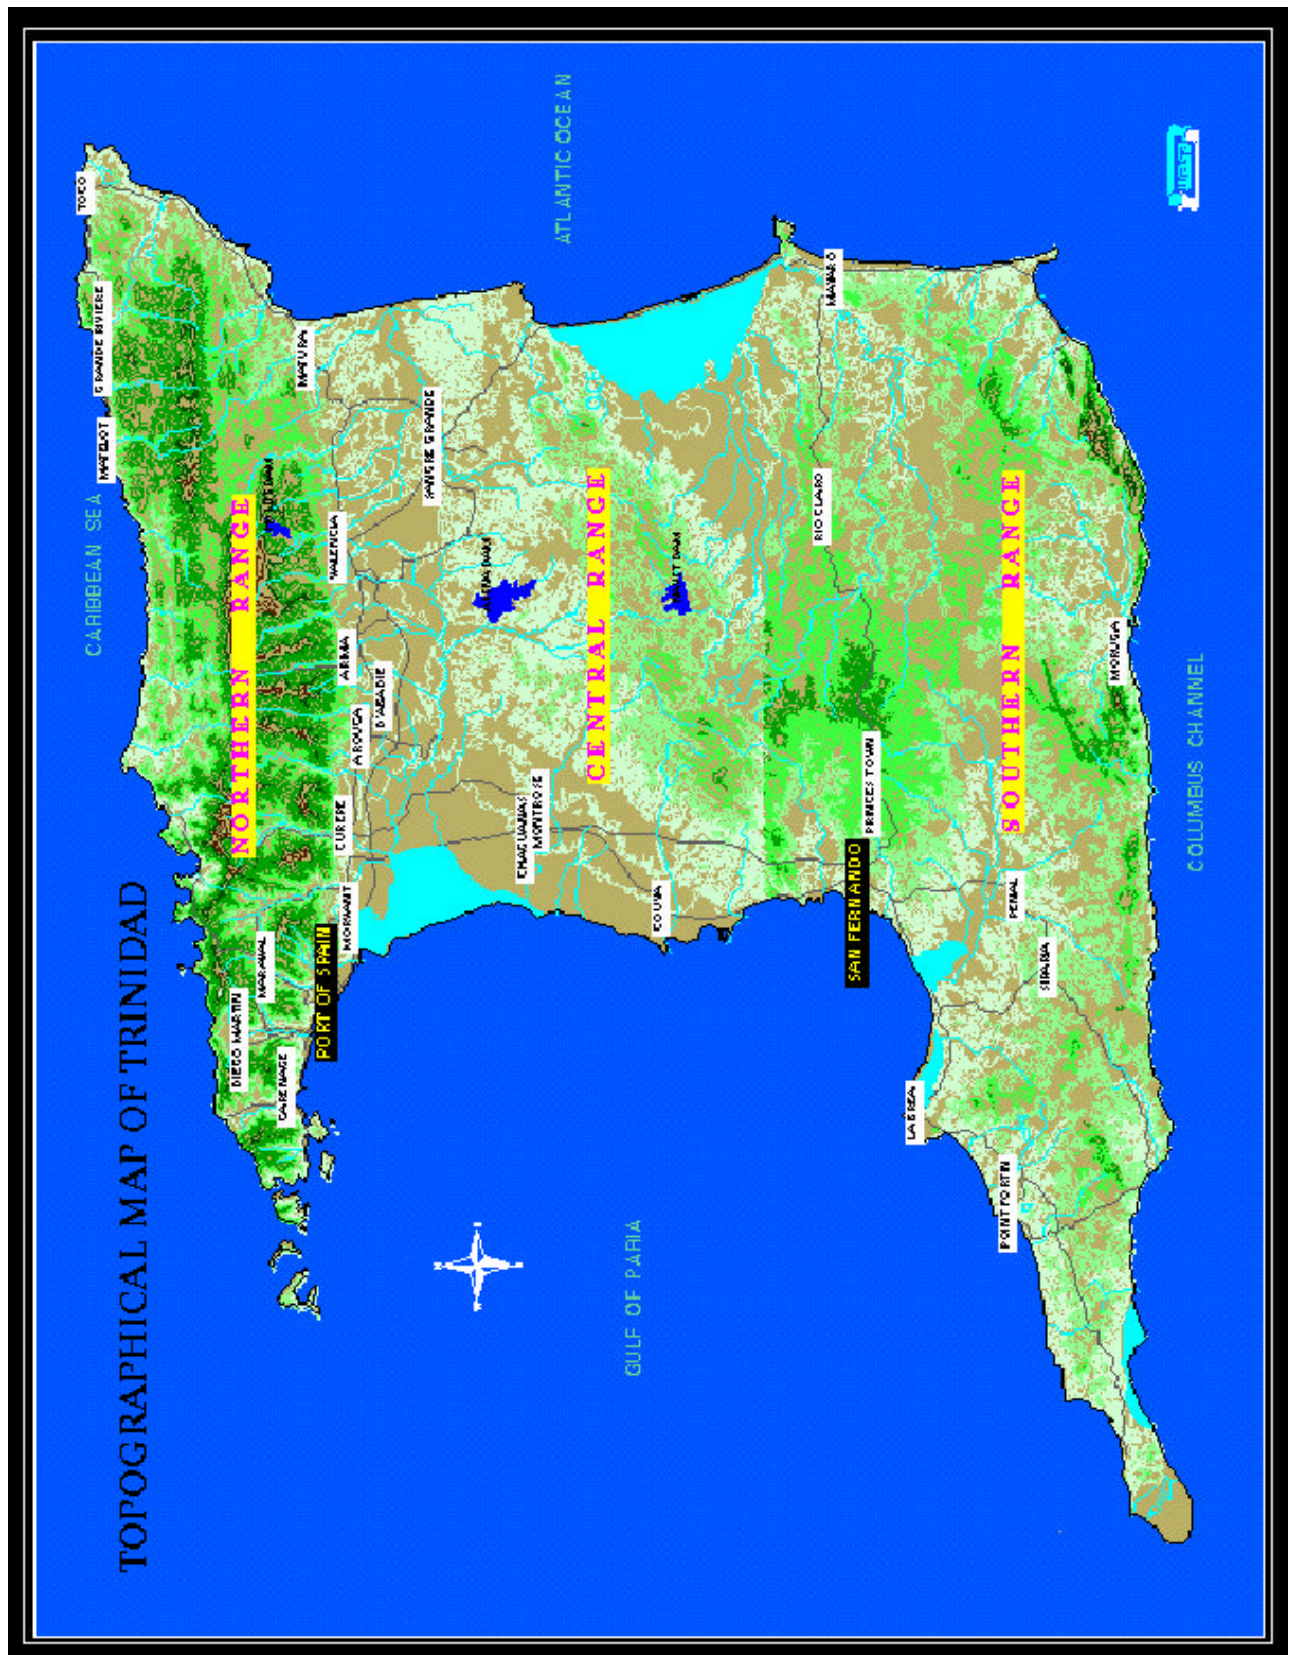 TOPOGRAPHICAL MAP OF TRINIDAD
CARIBBEAN SEA
MATELOT
GRANDE RIVIERE
TOCO
DIEGO MARTIN
MARAVAL
NORTHERN RANGE
CARENAGE
PORT OF SPAIN
MORVANT
CUREPE
AROUCA
D'ABADIE
ARIMA
VALENCIA
MATURA
SANGRE GRANDE
ATLANTIC OCEAN
CHAGUANAS
MONTROSE
CENTRAL RANGE
GULF OF PARIA
COUVA
SAN FERNANDO
PRINCES TOWN
RIO CLARO
MAYARO
LA BREA
POINT FORTIN
PENAL
SIPARIA
SOUTHERN RANGE
MORUGA
COLUMBUS CHANNEL